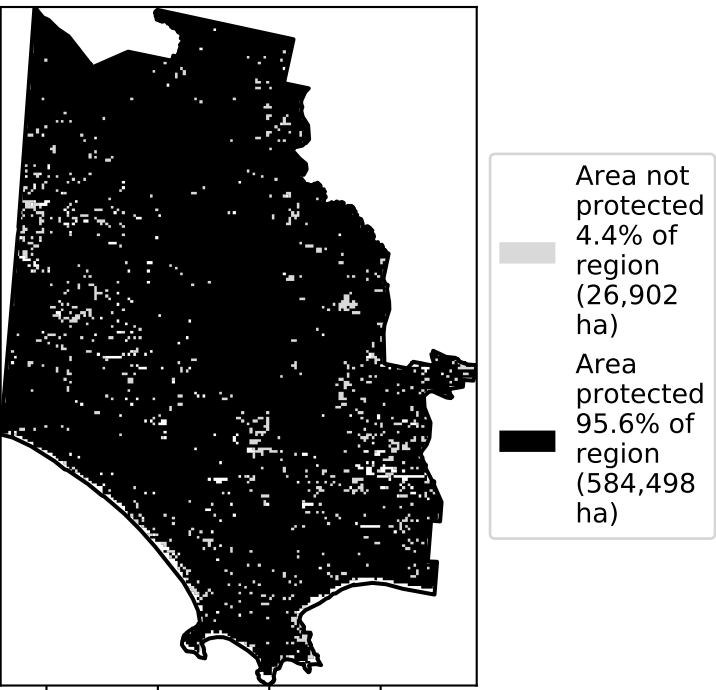 Area not
protected
4.4% of
region
(26,902
ha)
Area
protected
95.6% of
region
(584,498
ha)